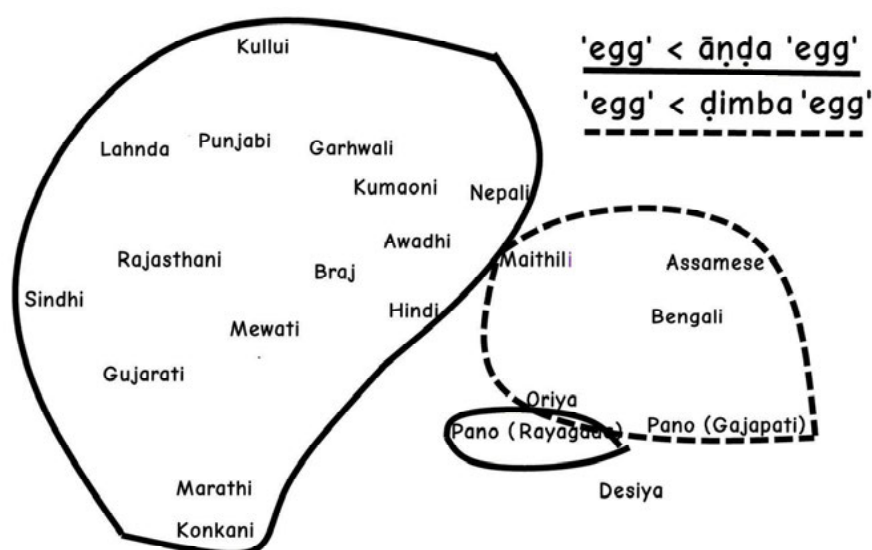 Kullui
'egg' < āṇḍa 'egg'
'egg' < ḍimba 'egg'
Lahnda Punjabi Garhwali
Kumaoni Nepali
Rajasthani Awadhi Maithili Assamese
Sindhi Braj
Mewati Hindi Bengali
Gujarati
Oriya
Pano (Rayagada) Pano (Gajapati)
Marathi Desiya
Konkani